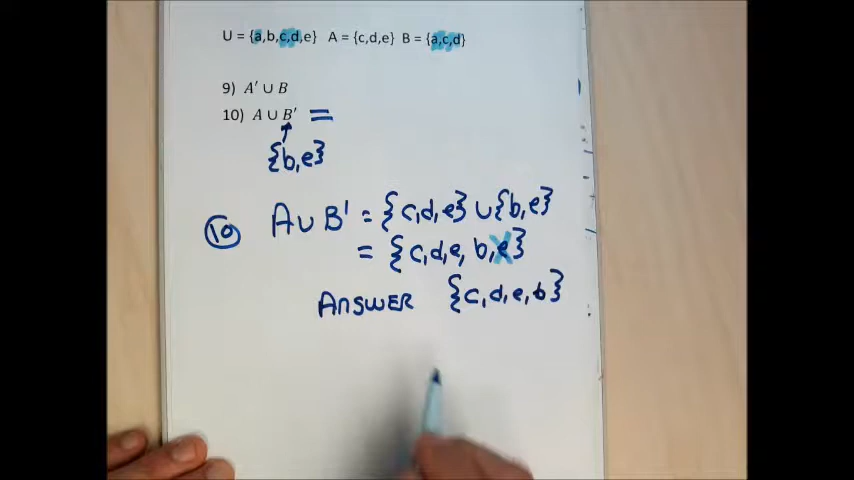 U = {a,b,c,d,e} A = {c,d,e} B = {a,c,d}
9) A′ ∪ B
10) A ∪ B′ =
{b,e}
10 A∪B' = {c,d,e} ∪ {b,e}
= {c,d,e, b,e}
ANSWER {c,d,e,b}